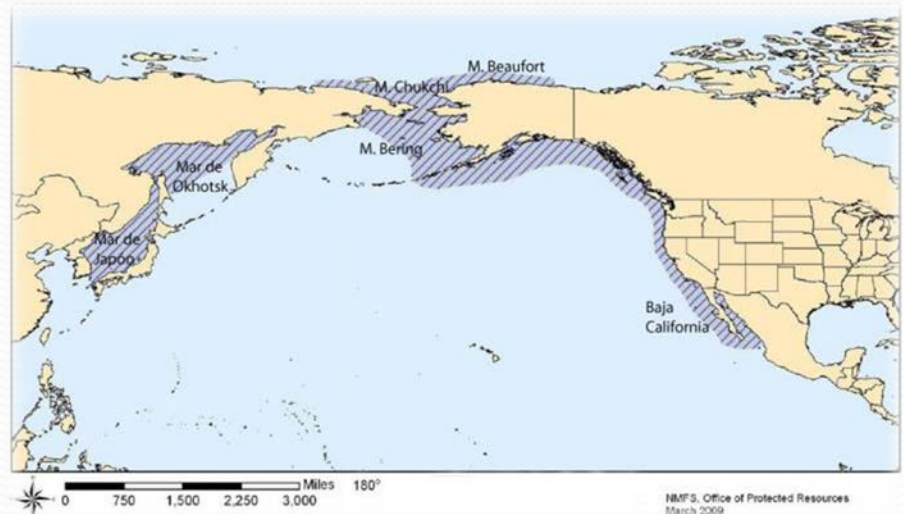 M. Beaufort
M. Chukchi
M. Bering
Mar de
Okhotsk
Mar de
Japón
Baja
California
Miles 180°
0 750 1,500 2,250 3,000
NMFS, Office of Protected Resources
March 2009